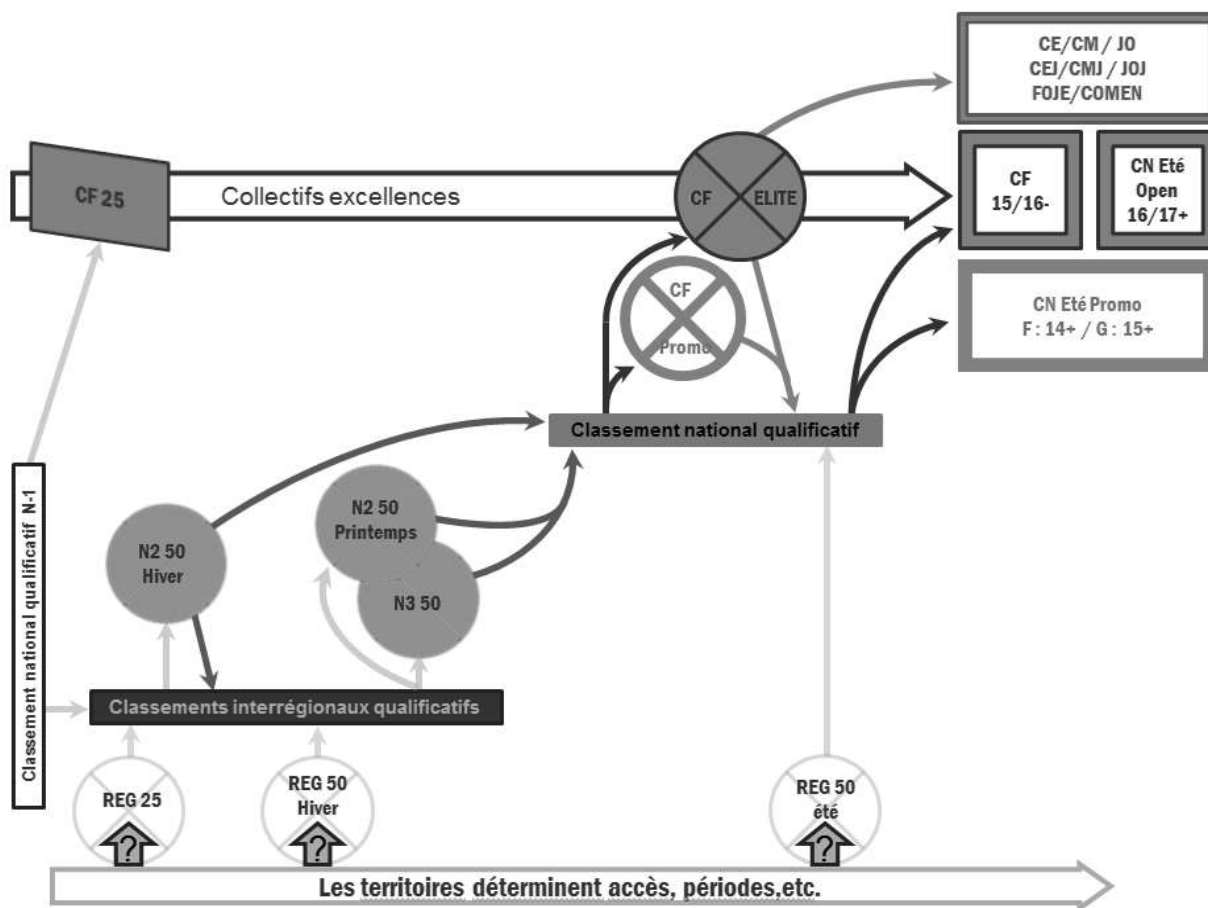 CE/CM / JO
CEJ/CMJ / JOJ
FOJE/COMEN
CF 25
Collectifs excellences
CF ELITE
CF
15/16-
CN Eté
Open
16/17+
CF
Promo
CN Eté Promo
F : 14+ / G : 15+
Classement national qualificatif
Classement national qualificatif N-1
N2 50
Hiver
N2 50
Printemps
N3 50
Classements interrégionaux qualificatifs
REG 25
?
REG 50
Hiver
?
REG 50
été
?
Les territoires déterminent accès, périodes,etc.